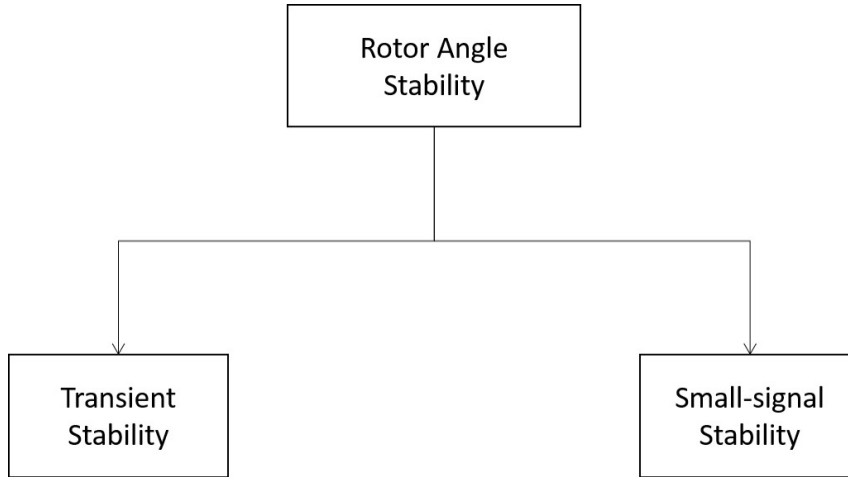 Rotor Angle
Stability
Transient
Stability
Small-signal
Stability